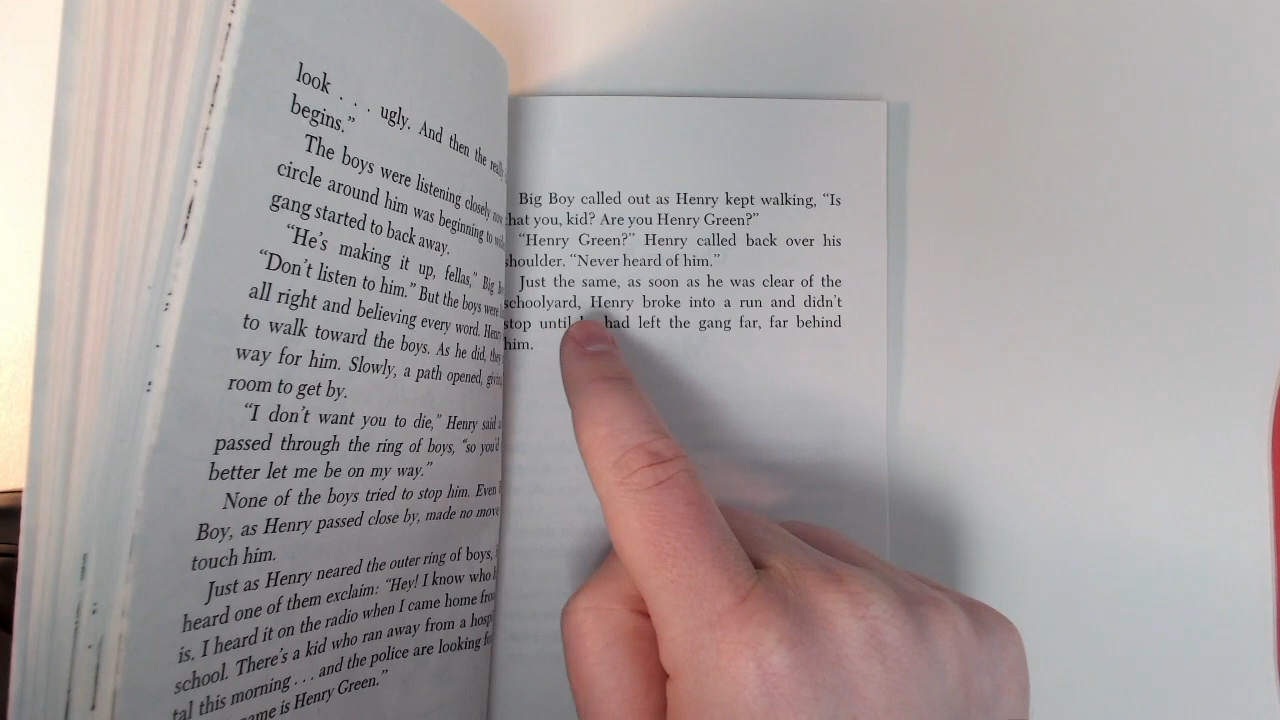 look . . . ugly. And then the
begins.”
The boys were listening closely
circle around him was beginning to
gang started to back away.
“He’s making it up, fellas,” Big
“Don’t listen to him.” But the boys were
all right and believing every word.
to walk toward the boys. As he did,
way for him. Slowly, a path opened,
room to get by.
“I don’t want you to die,” Henry said
passed through the ring of boys, “so
better let me be on my way.”
None of the boys tried to stop him. Even
Boy, as Henry passed close by, made no
touch him.
Just as Henry neared the outer ring of boys,
heard one of them exclaim: “Hey! I know who
is. I heard it on the radio when I came home
school. There’s a kid who ran away from a
tal this morning . . . and the police are looking
is Henry Green.”
Big Boy called out as Henry kept walking, “Is
you, kid? Are you Henry Green?”
“Henry Green?” Henry called back over his
shoulder. “Never heard of him.”
Just the same, as soon as he was clear of the
schoolyard, Henry broke into a run and didn’t
stop until had left the gang far, far behind
him.